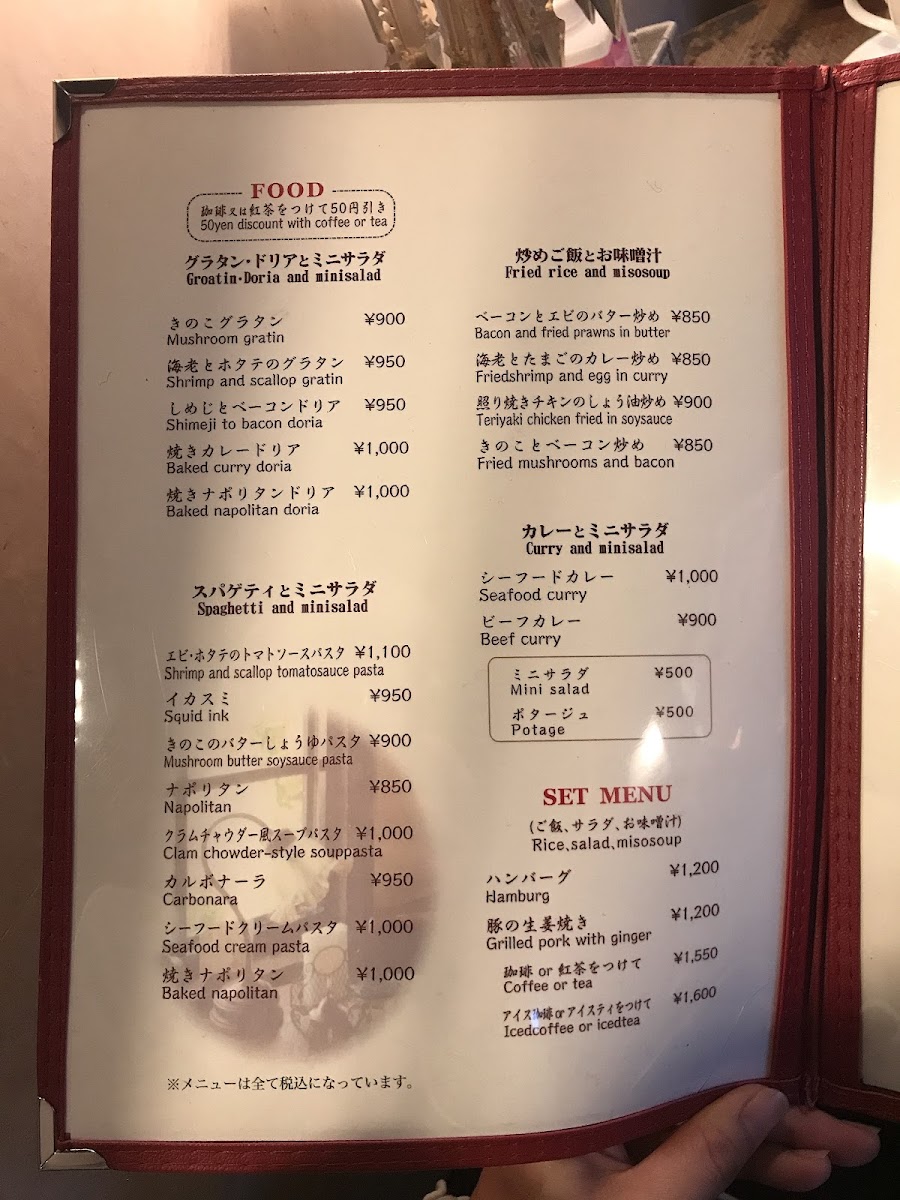 FOOD
珈琲又は紅茶をつけて50円引き
50yen discount with coffee or tea
グラタン・ドリアとミニサラダ
Groatin・Doria and minisalad
きのこグラタン ¥900
Mushroom gratin
海老とホタテのグラタン ¥950
Shrimp and scallop gratin
しめじとベーコンドリア ¥950
Shimeji to bacon doria
焼きカレードリア ¥1,000
Baked curry doria
焼きナポリタンドリア ¥1,000
Baked napolitan doria
スパゲティとミニサラダ
Spaghetti and minisalad
エビ・ホタテのトマトソースパスタ ¥1,100
Shrimp and scallop tomatosauce pasta
イカスミ ¥950
Squid ink
きのこのバターしょうゆパスタ ¥900
Mushroom butter soysauce pasta
ナポリタン ¥850
Napolitan
クラムチャウダー風スープパスタ ¥1,000
Clam chowder-style souppasta
カルボナーラ ¥950
Carbonara
シーフードクリームパスタ ¥1,000
Seafood cream pasta
焼きナポリタン ¥1,000
Baked napolitan
※メニューは全て税込になっています。
炒めご飯とお味噌汁
Fried rice and misosoup
ベーコンとエビのバター炒め ¥850
Bacon and fried prawns in butter
海老とたまごのカレー炒め ¥850
Friedshrimp and egg in curry
照り焼きチキンのしょう油炒め ¥900
Teriyaki chicken fried in soysauce
きのことベーコン炒め ¥850
Fried mushrooms and bacon
カレーとミニサラダ
Curry and minisalad
シーフードカレー ¥1,000
Seafood curry
ビーフカレー ¥900
Beef curry
ミニサラダ ¥500
Mini salad
ポタージュ ¥500
Potage
SET MENU
(ご飯、サラダ、お味噌汁)
Rice、salad、misosoup
ハンバーグ ¥1,200
Hamburg
豚の生姜焼き ¥1,200
Grilled pork with ginger
珈琲 or 紅茶をつけて ¥1,550
Coffee or tea
アイス珈琲 or アイスティをつけて ¥1,600
Icedcoffee or icedtea